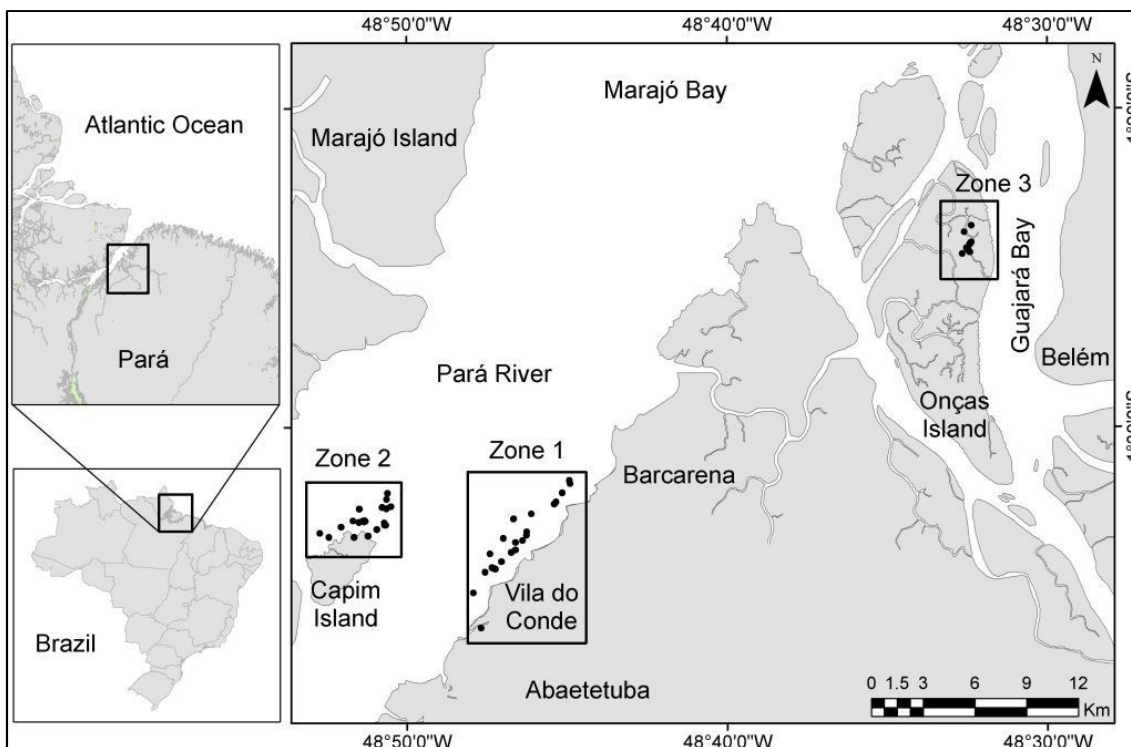 48°50'0"W
48°40'0"W
48°30'0"W
N
Atlantic Ocean
Pará
Brazil
Marajó Bay
Marajó Island
Zone 3
Guajará Bay
Belém
Pará River
Onças
Island
Zone 2
Zone 1
Barcarena
Capim
Island
Vila do
Conde
Abaetetuba
0 1.5 3 6 9 12
Km
48°50'0"W
48°40'0"W
48°30'0"W